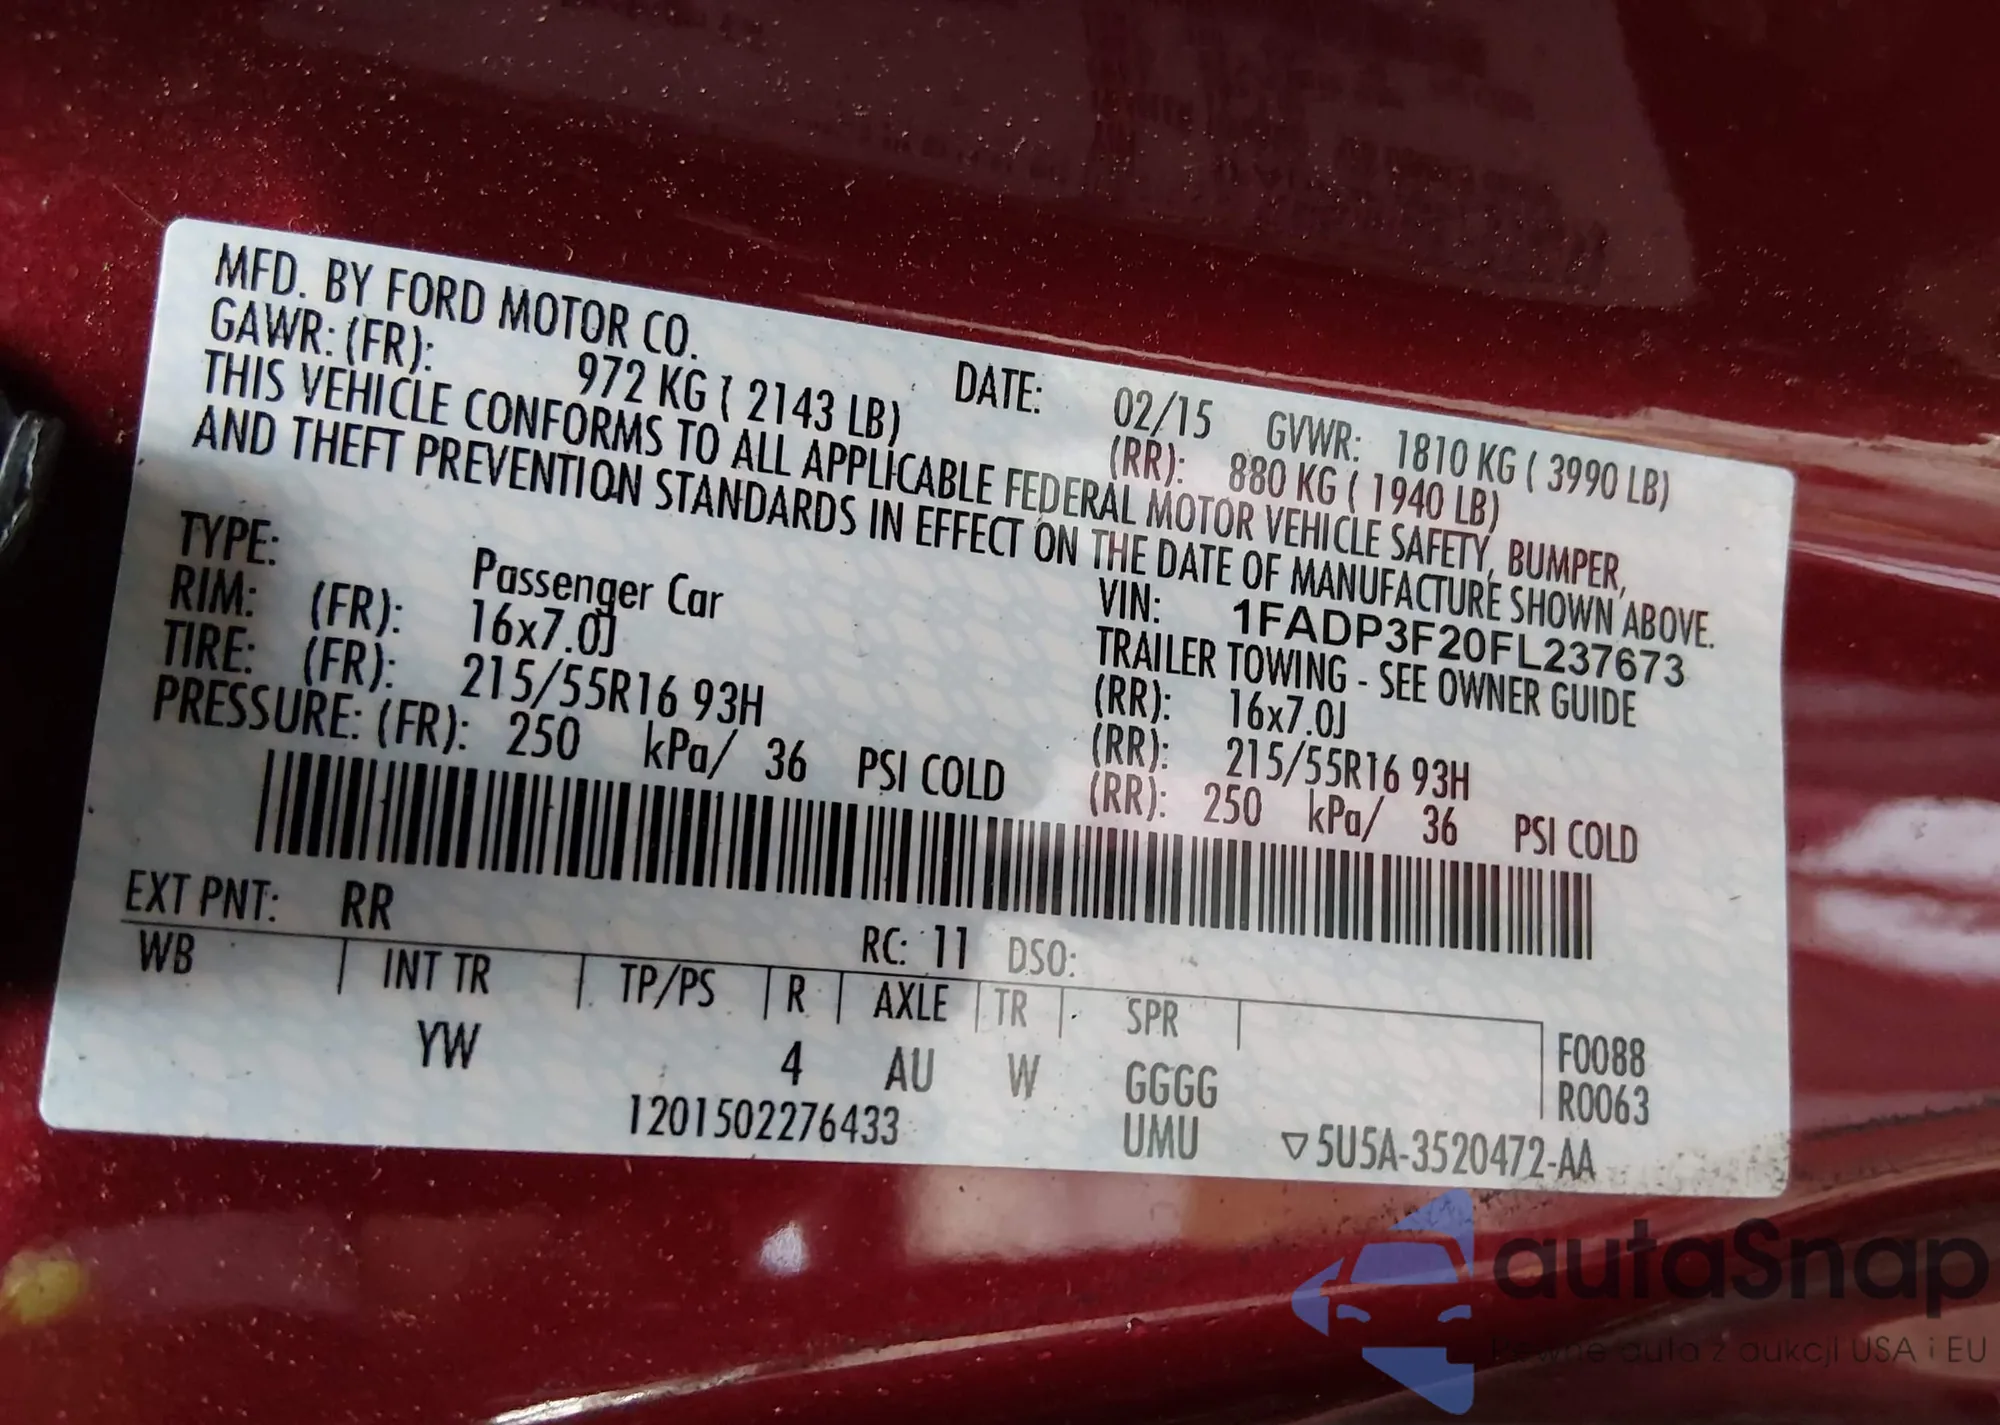 MFD. BY FORD MOTOR CO. DATE: 02/15 GVWR: 1810 KG ( 3990 LB)
GAWR: (FR): 972 KG ( 2143 LB) (RR): 880 KG ( 1940 LB)
THIS VEHICLE CONFORMS TO ALL APPLICABLE FEDERAL MOTOR VEHICLE SAFETY, BUMPER,
AND THEFT PREVENTION STANDARDS IN EFFECT ON THE DATE OF MANUFACTURE SHOWN ABOVE.
VIN: 1FADP3F20FL237673
TYPE: Passenger Car TRAILER TOWING - SEE OWNER GUIDE
RIM: (FR): 16x7.0J (RR): 16x7.0J
TIRE: (FR): 215/55R16 93H (RR): 215/55R16 93H
PRESSURE: (FR): 250 kPa/ 36 PSI COLD (RR): 250 kPa/ 36 PSI COLD
EXT PNT: RR RC: 11 DSO:
WB INT TR TP/PS R AXLE TR SPR F0088
YW 4 AU W GGGG R0063
1201502276433 UMU ▽5U5A-3520472-AA
autaSnap
Pewne auta z aukcji USA i EU